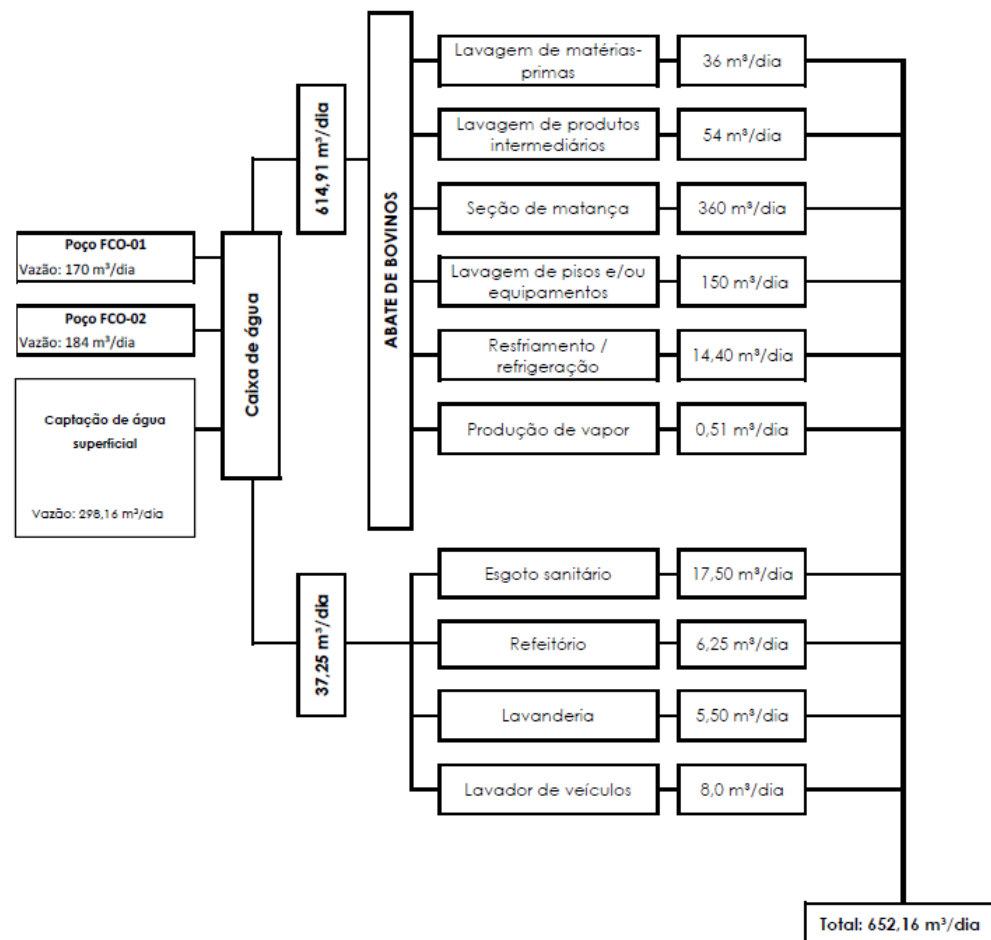 Lavagem de matérias-
primas
36 m³/dia
Lavagem de produtos
intermediários
54 m³/dia
614,91 m³/dia
ABATE DE BOVINOS
Seção de matança
360 m³/dia
Poço FCO-01
Vazão: 170 m³/dia
Lavagem de pisos e/ou
equipamentos
150 m³/dia
Poço FCO-02
Vazão: 184 m³/dia
Caixa de água
Resfriamento /
refrigeração
14,40 m³/dia
Captação de água
superficial
Vazão: 298,16 m³/dia
Produção de vapor
0,51 m³/dia
37,25 m³/dia
Esgoto sanitário
17,50 m³/dia
Refeitório
6,25 m³/dia
Lavanderia
5,50 m³/dia
Lavador de veículos
8,0 m³/dia
Total: 652,16 m³/dia